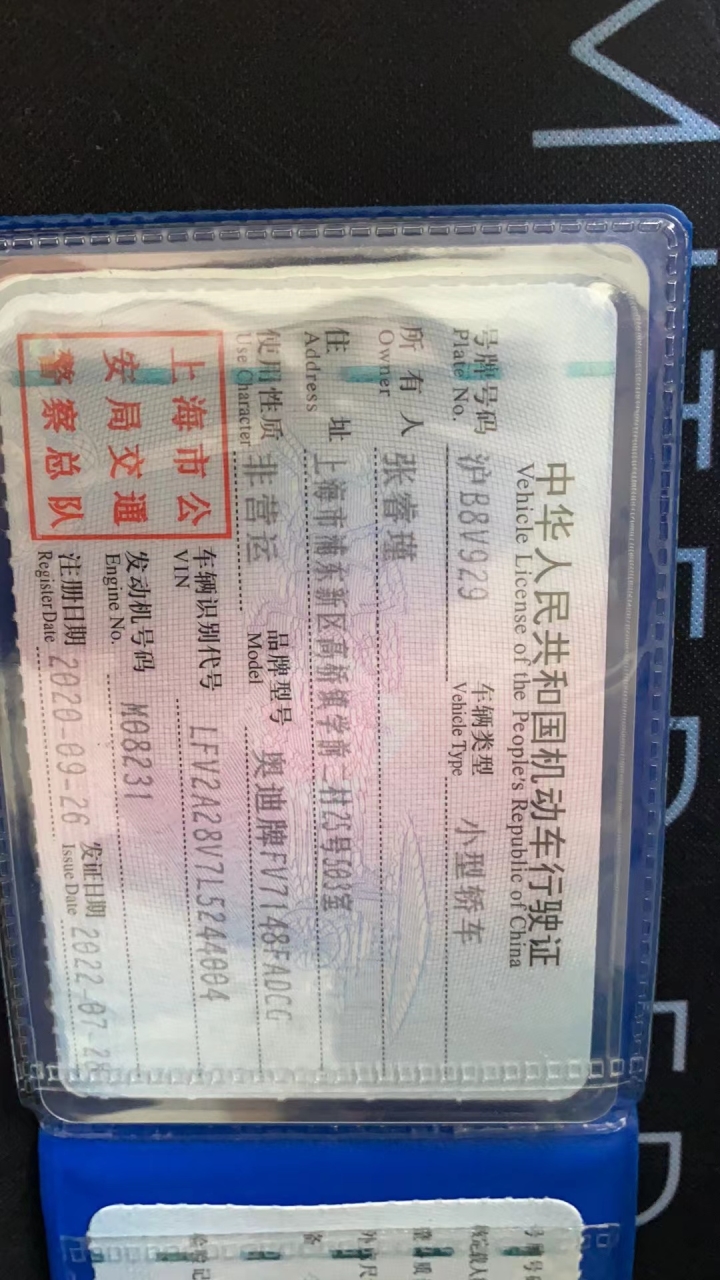 中华人民共和国机动车行驶证
Vehicle License of the People's Republic of China
号牌号码 沪B8V929 车辆类型 小型轿车
Plate No. Vehicle Type
所有人 张睿瑾
Owner
住址 上海市浦东新区高桥镇学前二村25号503室
Address
使用性质 非营运 品牌型号 奥迪牌FV7148FADCG
Use Character Model
上海市公
安局交通
警察总队
车辆识别代号 LFV2A28V7L5244004
VIN
发动机号码 M08231
Engine No.
注册日期 2020-09-26 发证日期 2022-07-28
Register Date Issue Date